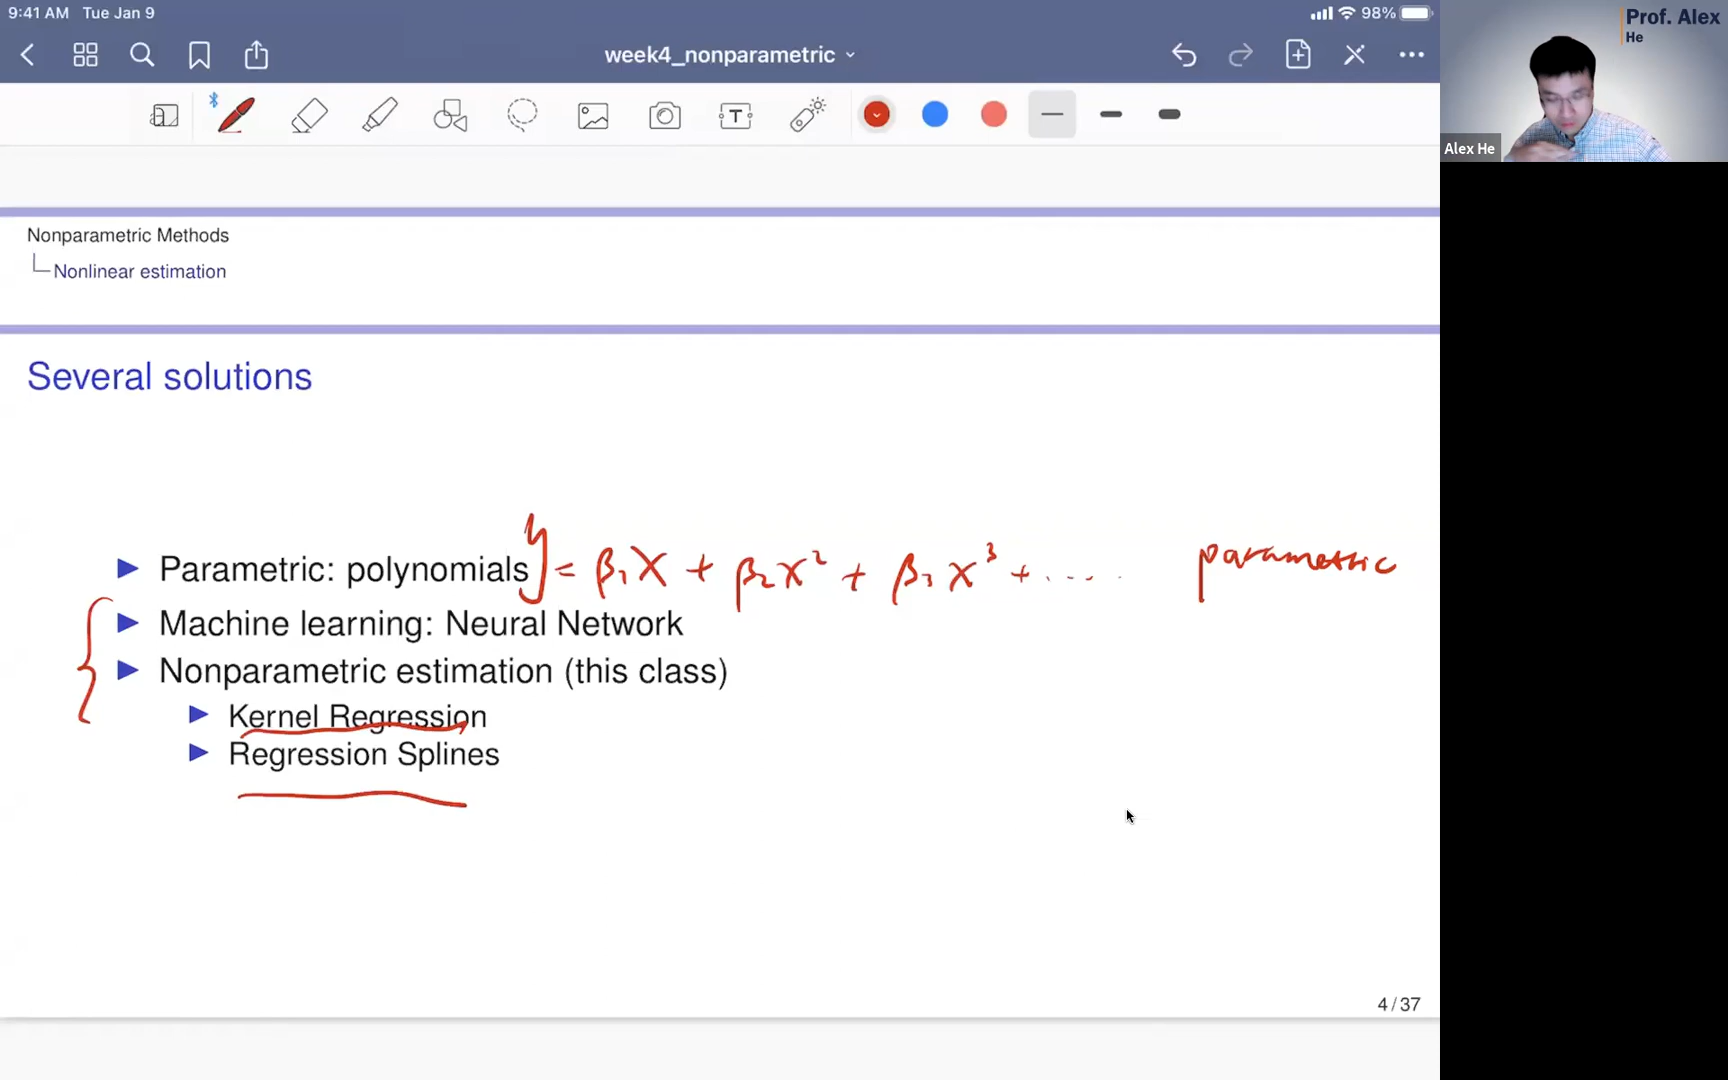 9:41 AM Tue Jan 9
98%
week4_nonparametric
T
Prof. Alex
He
Alex He
Nonparametric Methods
Nonlinear estimation
Several solutions
Parametric: polynomials y = β₁X + β₂X² + β₃X³ + .... parametric
Machine learning: Neural Network
Nonparametric estimation (this class)
Kernel Regression
Regression Splines
4 / 37